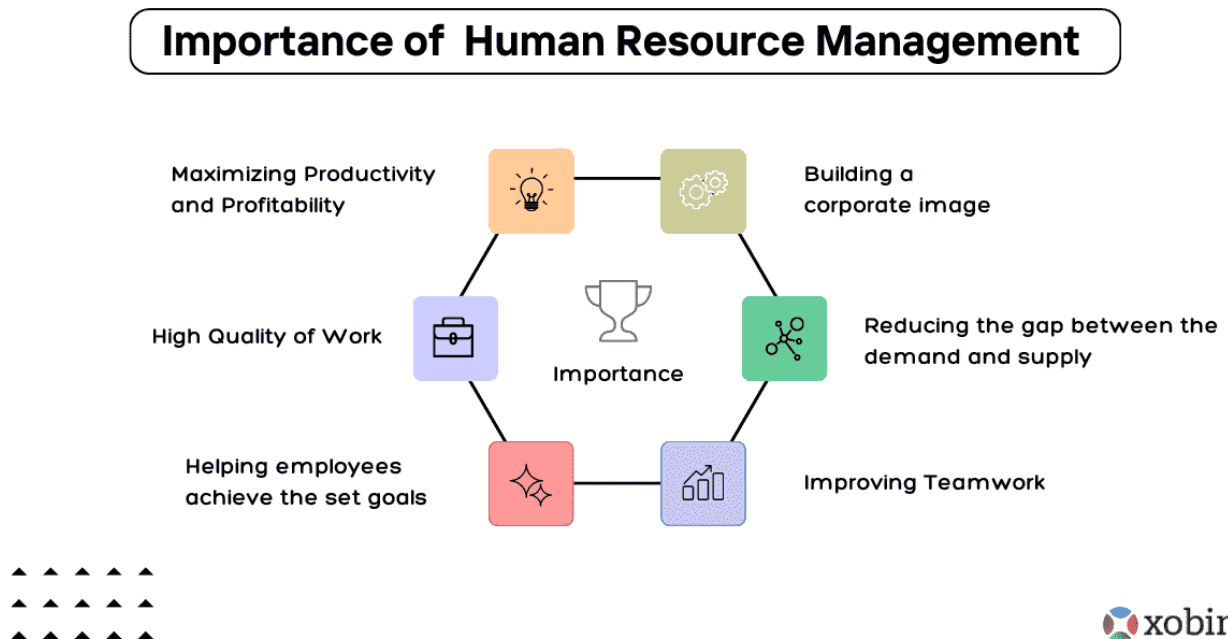 Importance of Human Resource Management
Maximizing Productivity
and Profitability
Building a
corporate image
High Quality of Work
Importance
Reducing the gap between the
demand and supply
Helping employees
achieve the set goals
Improving Teamwork
xobin